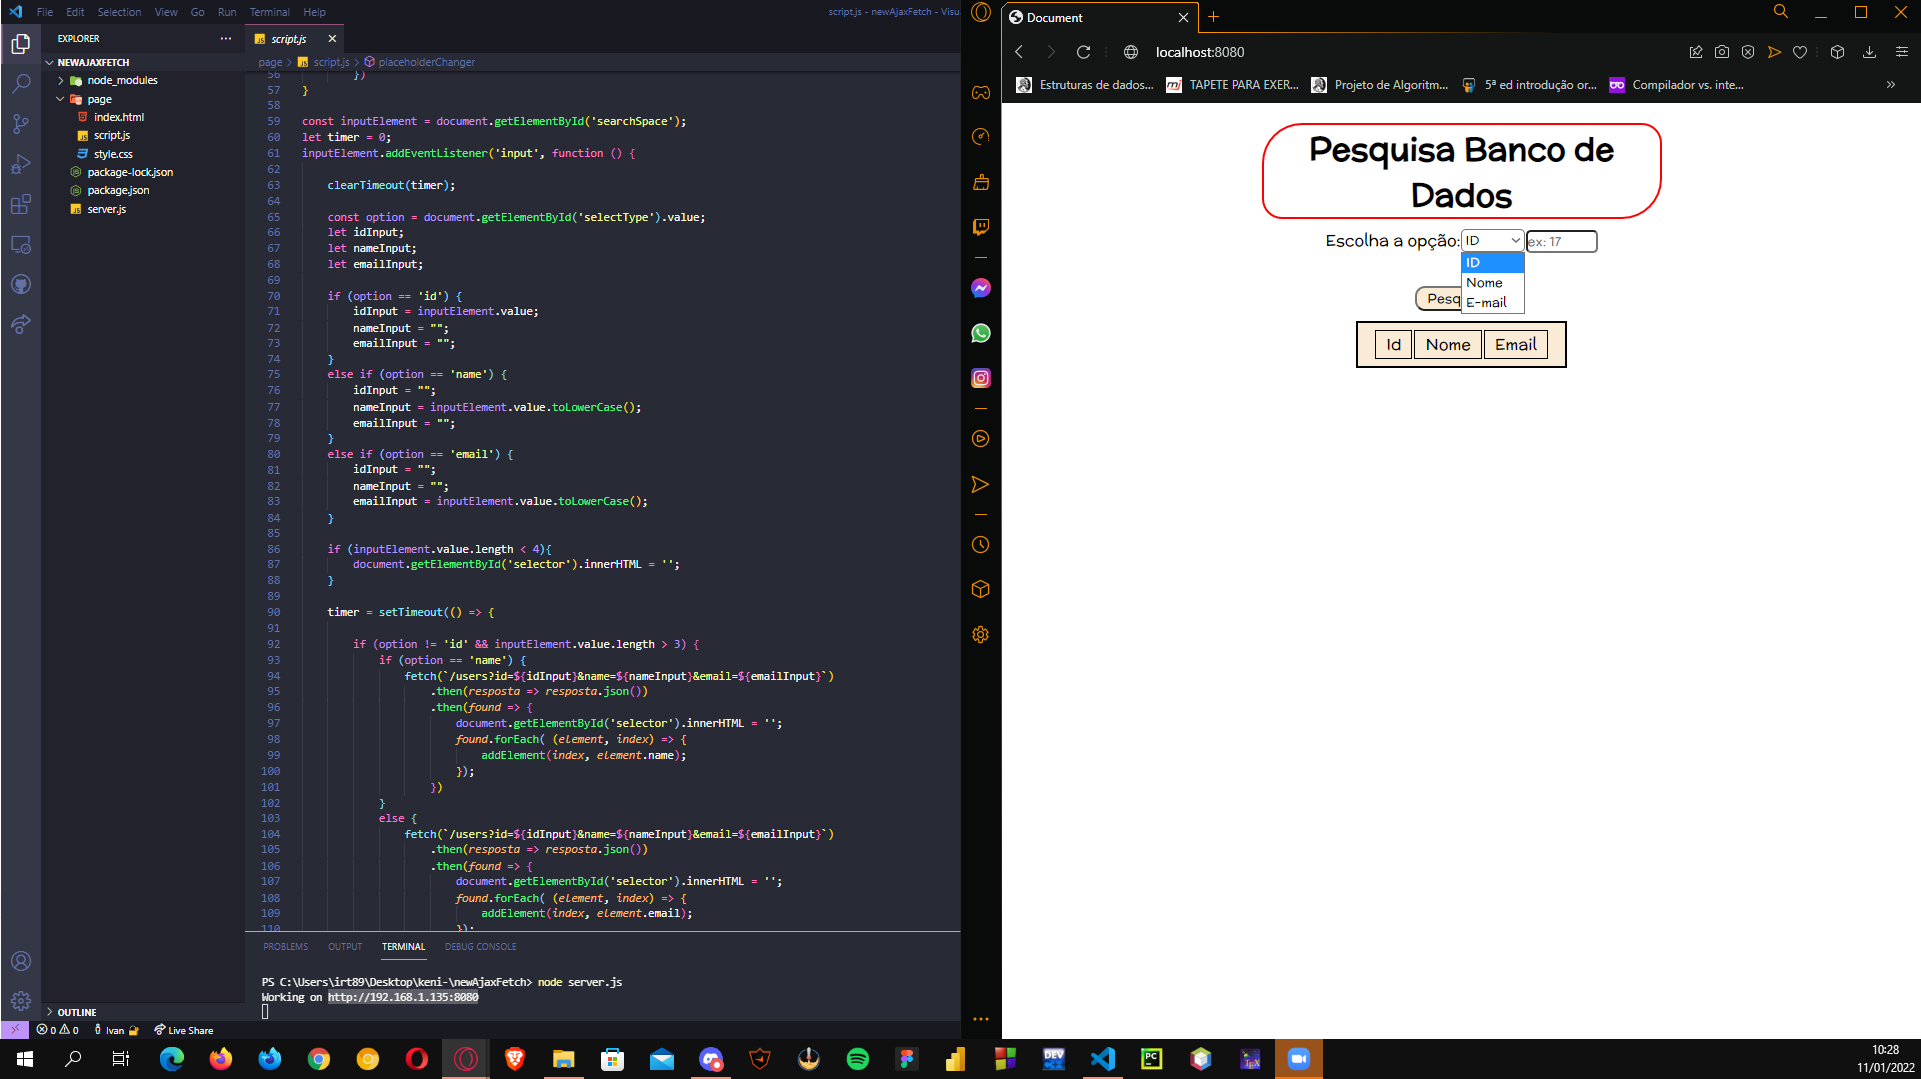 File Edit Selection View Go Run Terminal Help script.js - newAjaxFetch - Visu
EXPLORER
NEWAJAXFETCH
node_modules
page
index.html
script.js
style.css
package-lock.json
package.json
server.js
OUTLINE
script.js
page > script.js > placeholderChanger
56 })
57 }
58
59 const inputElement = document.getElementById('searchSpace');
60 let timer = 0;
61 inputElement.addEventListener('input', function () {
62
63 clearTimeout(timer);
64
65 const option = document.getElementById('selectType').value;
66 let idInput;
67 let nameInput;
68 let emailInput;
69
70 if (option == 'id') {
71 idInput = inputElement.value;
72 nameInput = "";
73 emailInput = "";
74 }
75 else if (option == 'name') {
76 idInput = "";
77 nameInput = inputElement.value.toLowerCase();
78 emailInput = "";
79 }
80 else if (option == 'email') {
81 idInput = "";
82 nameInput = "";
83 emailInput = inputElement.value.toLowerCase();
84 }
85
86 if (inputElement.value.length < 4){
87 document.getElementById('selector').innerHTML = '';
88 }
89
90 timer = setTimeout(() => {
91
92 if (option != 'id' && inputElement.value.length > 3) {
93 if (option == 'name') {
94 fetch(`/users?id=${idInput}&name=${nameInput}&email=${emailInput}`)
95 .then(resposta => resposta.json())
96 .then(found => {
97 document.getElementById('selector').innerHTML = '';
98 found.forEach( (element, index) => {
99 addElement(index, element.name);
100 });
101 })
102 }
103 else {
104 fetch(`/users?id=${idInput}&name=${nameInput}&email=${emailInput}`)
105 .then(resposta => resposta.json())
106 .then(found => {
107 document.getElementById('selector').innerHTML = '';
108 found.forEach( (element, index) => {
109 addElement(index, element.email);
110 });
PROBLEMS OUTPUT TERMINAL DEBUG CONSOLE
PS C:\Users\irt89\Desktop\keni-\newAjaxFetch> node server.js
Working on http://192.168.1.135:8080
0 0 Ivan Live Share
Document
localhost:8080
Estruturas de dados... TAPETE PARA EXER... Projeto de Algoritm... 5ª ed introdução or... Compilador vs. inte...
Pesquisa Banco de
Dados
Escolha a opção: ID ex: 17
ID
Nome
E-mail
Pesq
Id Nome Email
10:28
11/01/2022